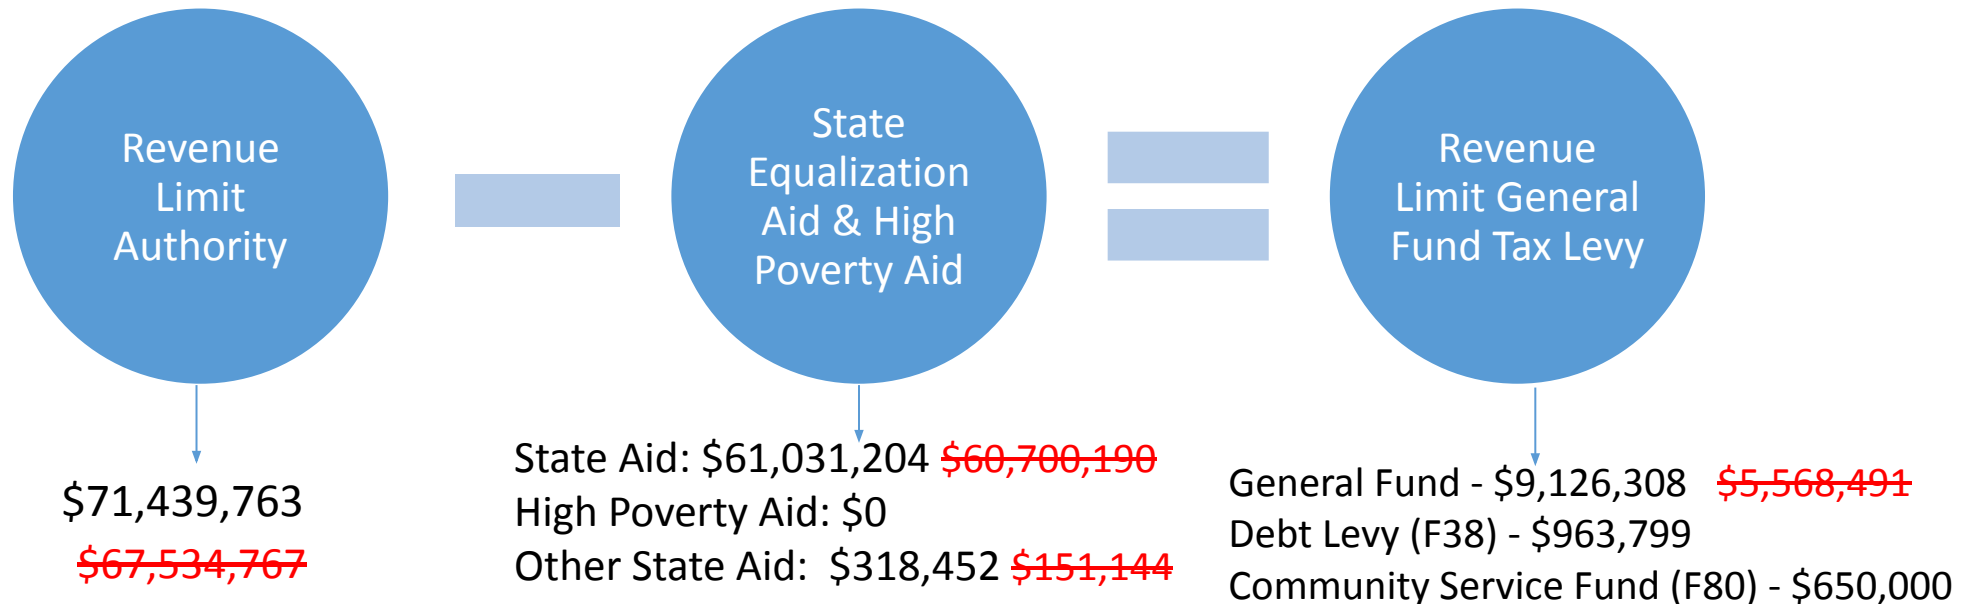 Revenue
Limit
Authority
State
Equalization
Aid & High
Poverty Aid
Revenue
Limit General
Fund Tax Levy
$71,439,763
$67,534,767
State Aid: $61,031,204 $60,700,190
High Poverty Aid: $0
Other State Aid: $318,452 $151,144
General Fund - $9,126,308 $5,568,491
Debt Levy (F38) - $963,799
Community Service Fund (F80) - $650,000